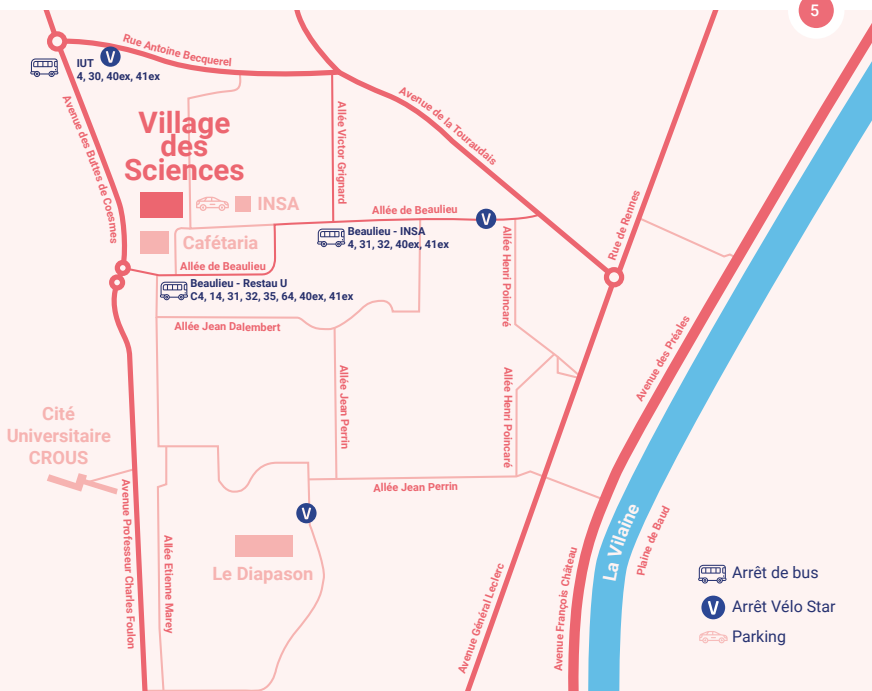 5
Rue Antoine Becquerel
V
IUT
4, 30, 40ex, 41ex
Avenue des Buttes de Coesmes
Village
des
Sciences
INSA
Allée Victor Grignard
Avenue de la Touraudais
Allée de Beaulieu
V
Beaulieu - INSA
4, 31, 32, 40ex, 41ex
Cafétaria
Allée de Beaulieu
Beaulieu - Restau U
C4, 14, 31, 32, 35, 64, 40ex, 41ex
Allée Henri Poincaré
Rue de Rennes
Allée Jean Dalembert
Allée Jean Perrin
Allée Henri Poincaré
Avenue des Préales
Cité
Universitaire
CROUS
Allée Jean Perrin
V
Avenue Professeur Charles Foulon
Allée Etienne Marey
Le Diapason
Avenue Général Leclerc
Avenue François Château
La Vilaine
Plaine de Baud
Arrêt de bus
V Arrêt Vélo Star
Parking